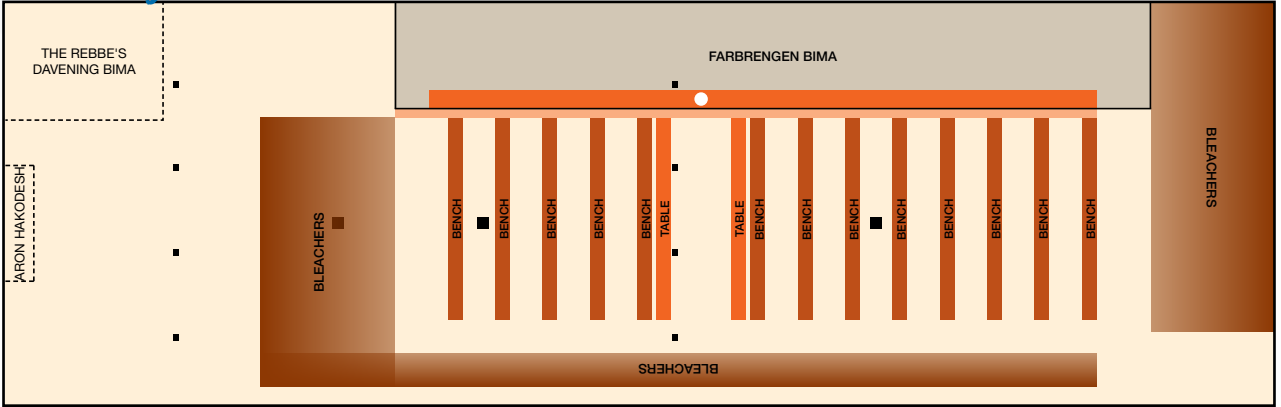 THE REBBE'S
DAVENING BIMA
FARBRENGEN BIMA
ARON HAKODESH
BLEACHERS
BENCH
BENCH
BENCH
BENCH
BENCH
TABLE
TABLE
BENCH
BENCH
BENCH
BENCH
BENCH
BENCH
BENCH
BENCH
BLEACHERS
BLEACHERS